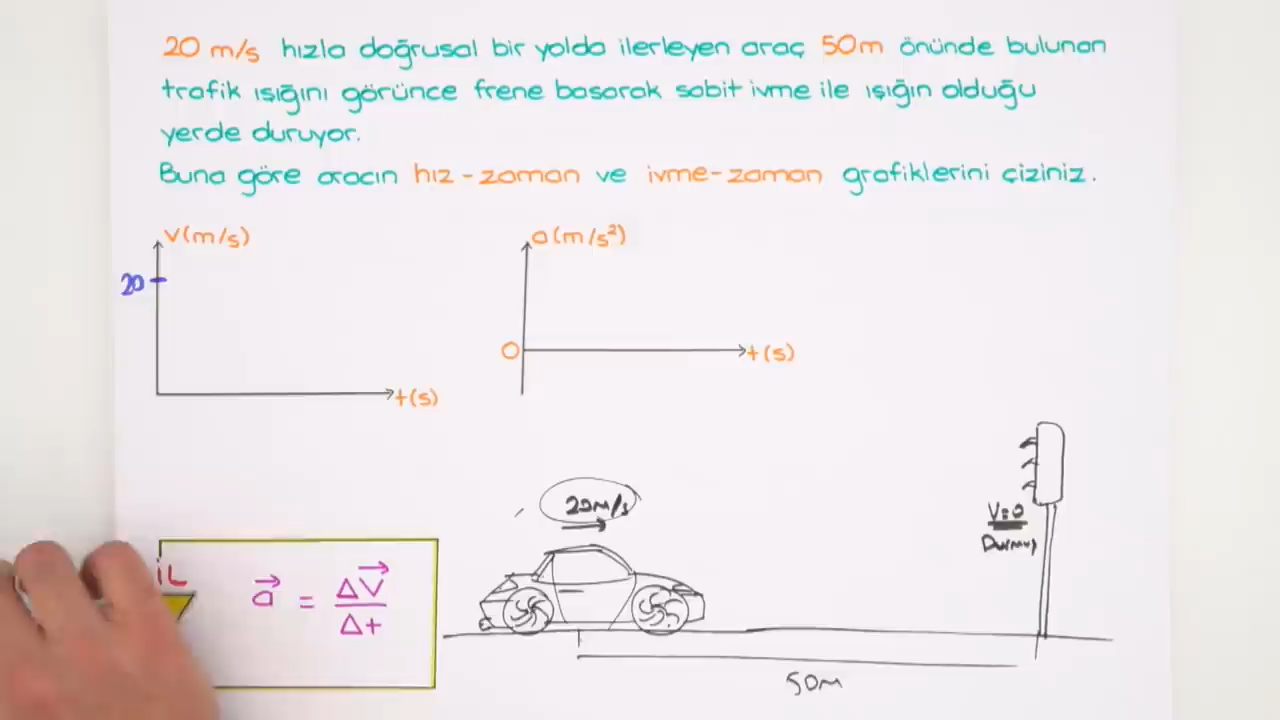 20 m/s hızla doğrusal bir yolda ilerleyen araç 50m önünde bulunan
trafik ışığını görünce frene basarak sabit ivme ile ışığın olduğu
yerde duruyor.
Buna göre aracın hız-zaman ve ivme-zaman grafiklerini çiziniz.
V(m/s)
20
t(s)
a(m/s²)
0
t(s)
20m/s
V=0
Durmuş
50m
iL
a = ΔV
Δt